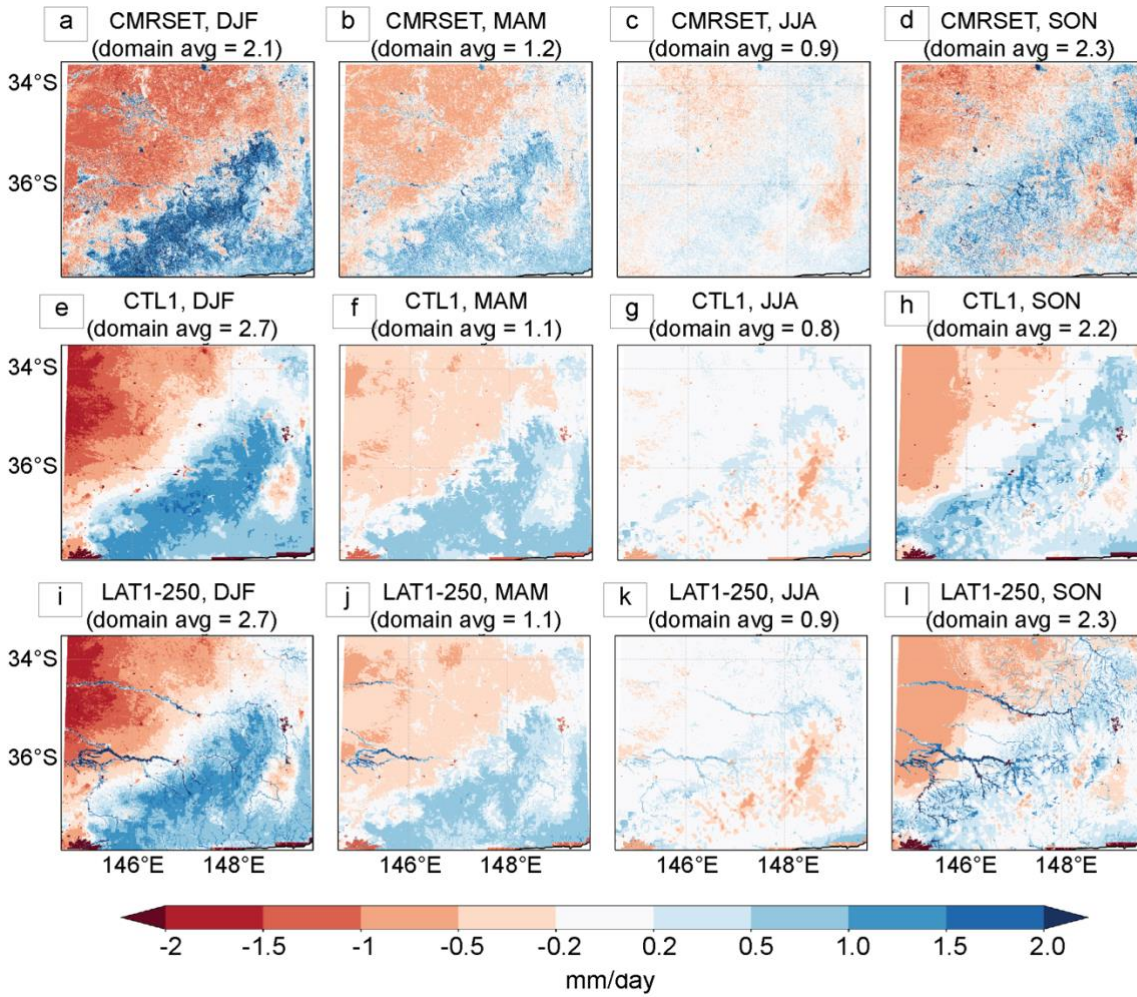 a CMRSET, DJF
(domain avg = 2.1)
b CMRSET, MAM
(domain avg = 1.2)
c CMRSET, JJA
(domain avg = 0.9)
d CMRSET, SON
(domain avg = 2.3)
34°S
36°S
e CTL1, DJF
(domain avg = 2.7)
f CTL1, MAM
(domain avg = 1.1)
g CTL1, JJA
(domain avg = 0.8)
h CTL1, SON
(domain avg = 2.2)
34°S
36°S
i LAT1-250, DJF
(domain avg = 2.7)
j LAT1-250, MAM
(domain avg = 1.1)
k LAT1-250, JJA
(domain avg = 0.9)
l LAT1-250, SON
(domain avg = 2.3)
34°S
36°S
146°E 148°E 146°E 148°E 146°E 148°E 146°E 148°E
-2 -1.5 -1 -0.5 -0.2 0.2 0.5 1.0 1.5 2.0
mm/day